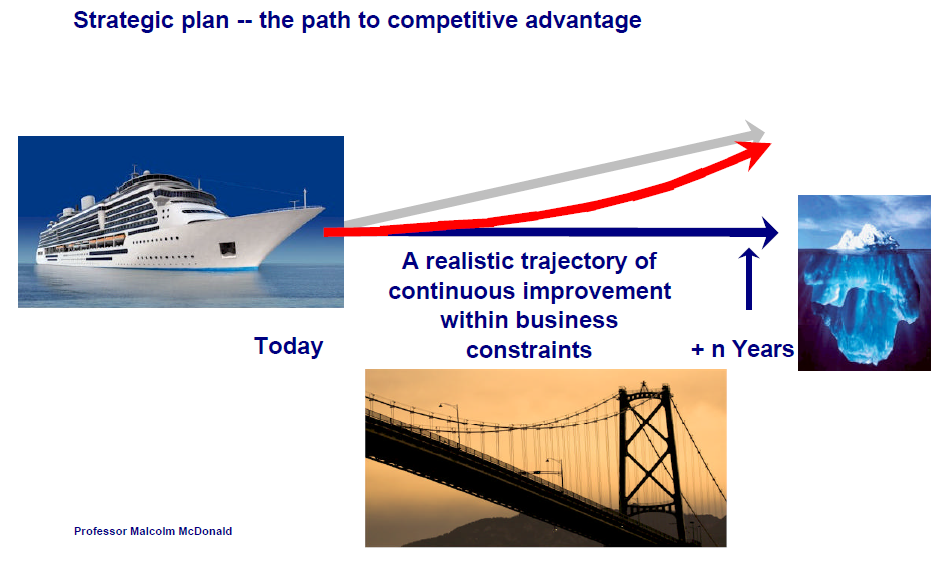 Strategic plan -- the path to competitive advantage
A realistic trajectory of
continuous improvement
within business
constraints
Today
+ n Years
Professor Malcolm McDonald